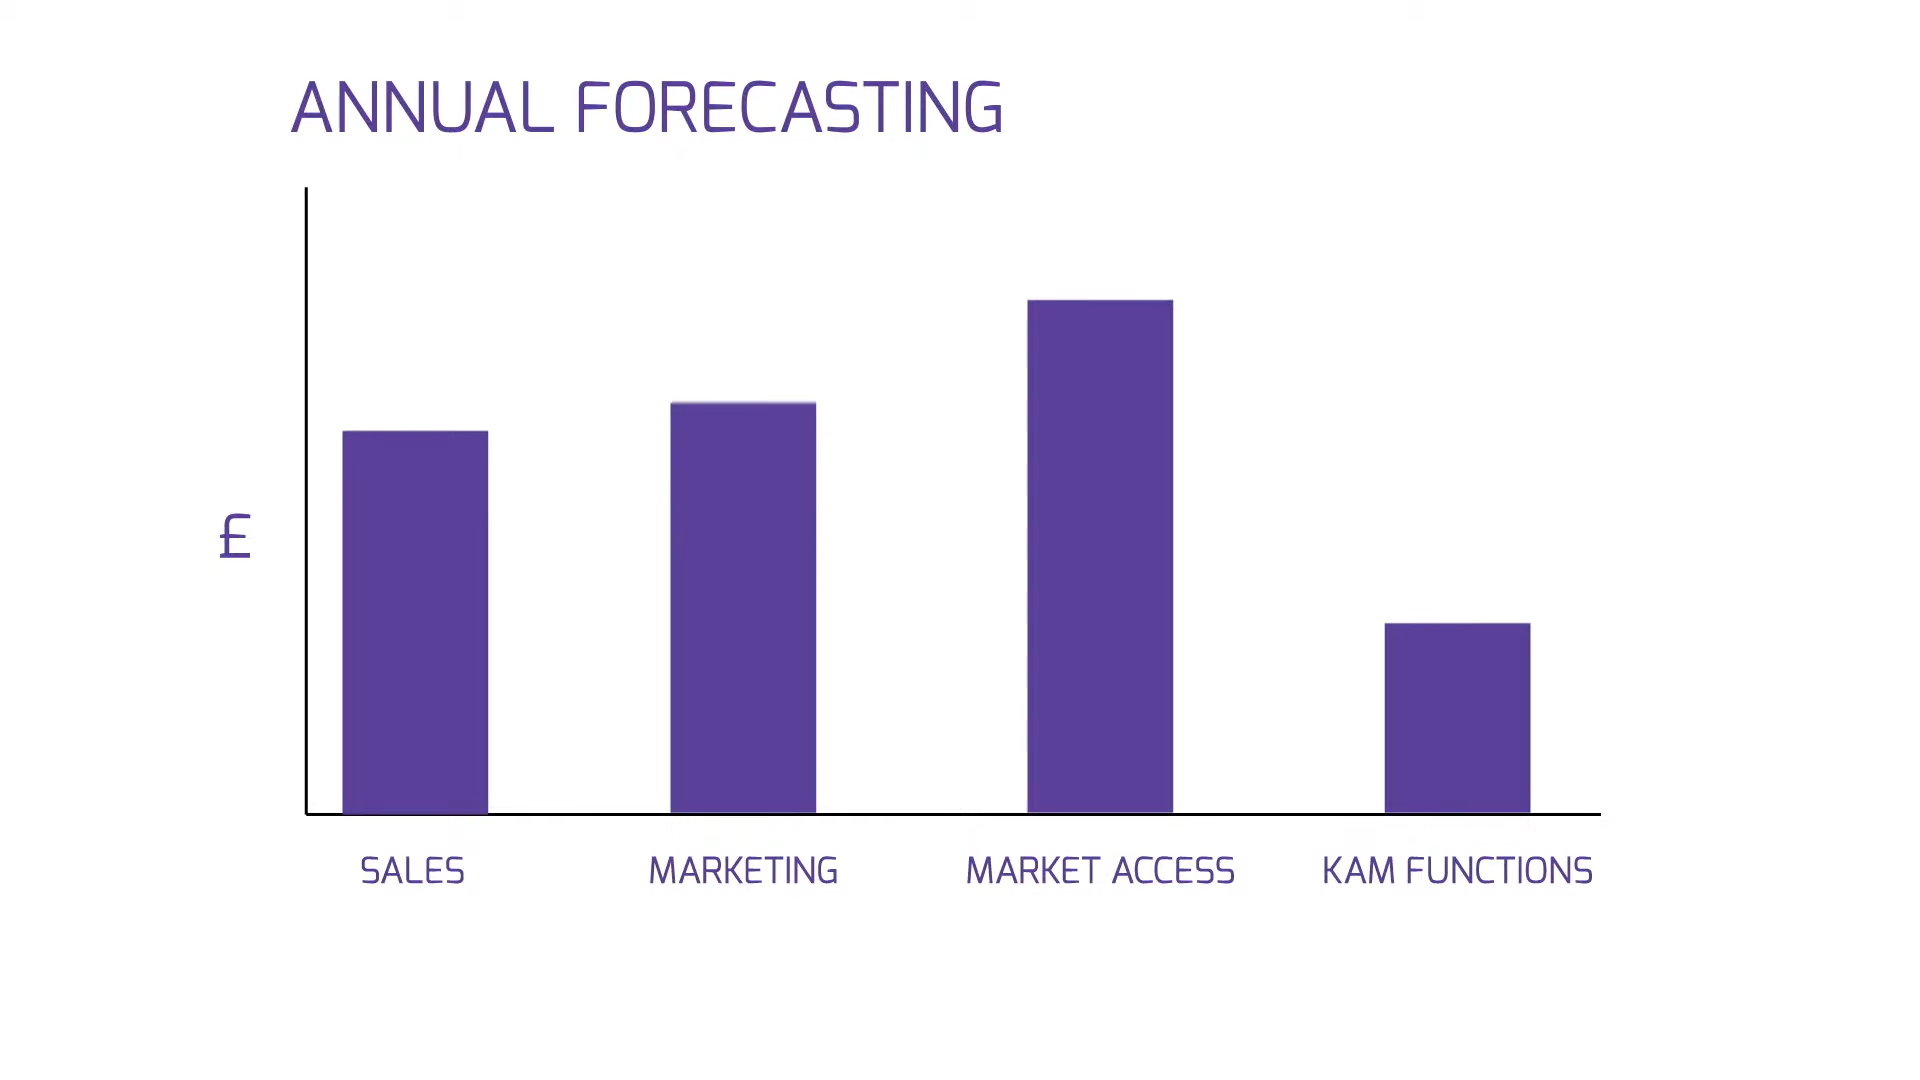 ANNUAL FORECASTING
£
SALES
MARKETING
MARKET ACCESS
KAM FUNCTIONS